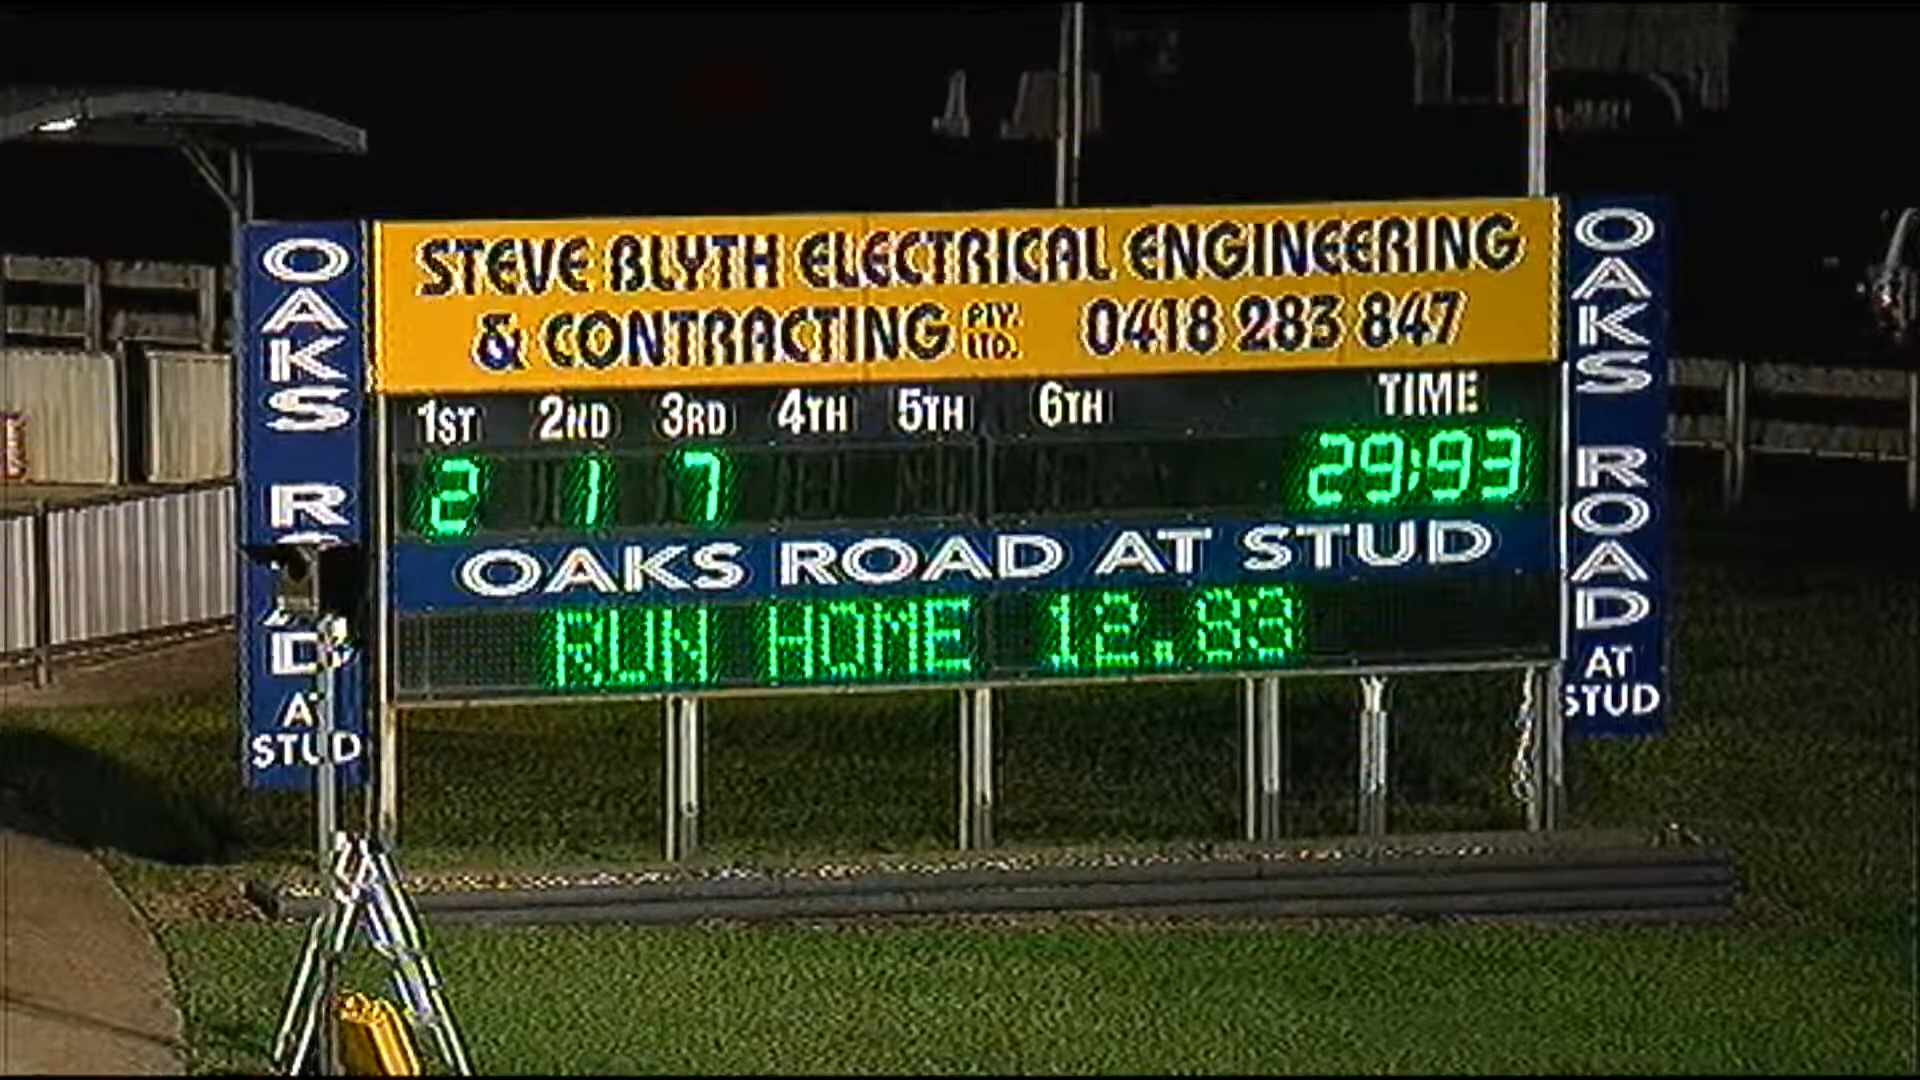 STEVE BLYTH ELECTRICAL ENGINEERING
& CONTRACTING PTY. LTD. 0418 283 847
1ST 2ND 3RD 4TH 5TH 6TH TIME
2 1 7 29:93
OAKS ROAD AT STUD
RUN HOME 12.83
OAKS
ROAD
AT
STUD
OAKS
ROAD
AT
STUD